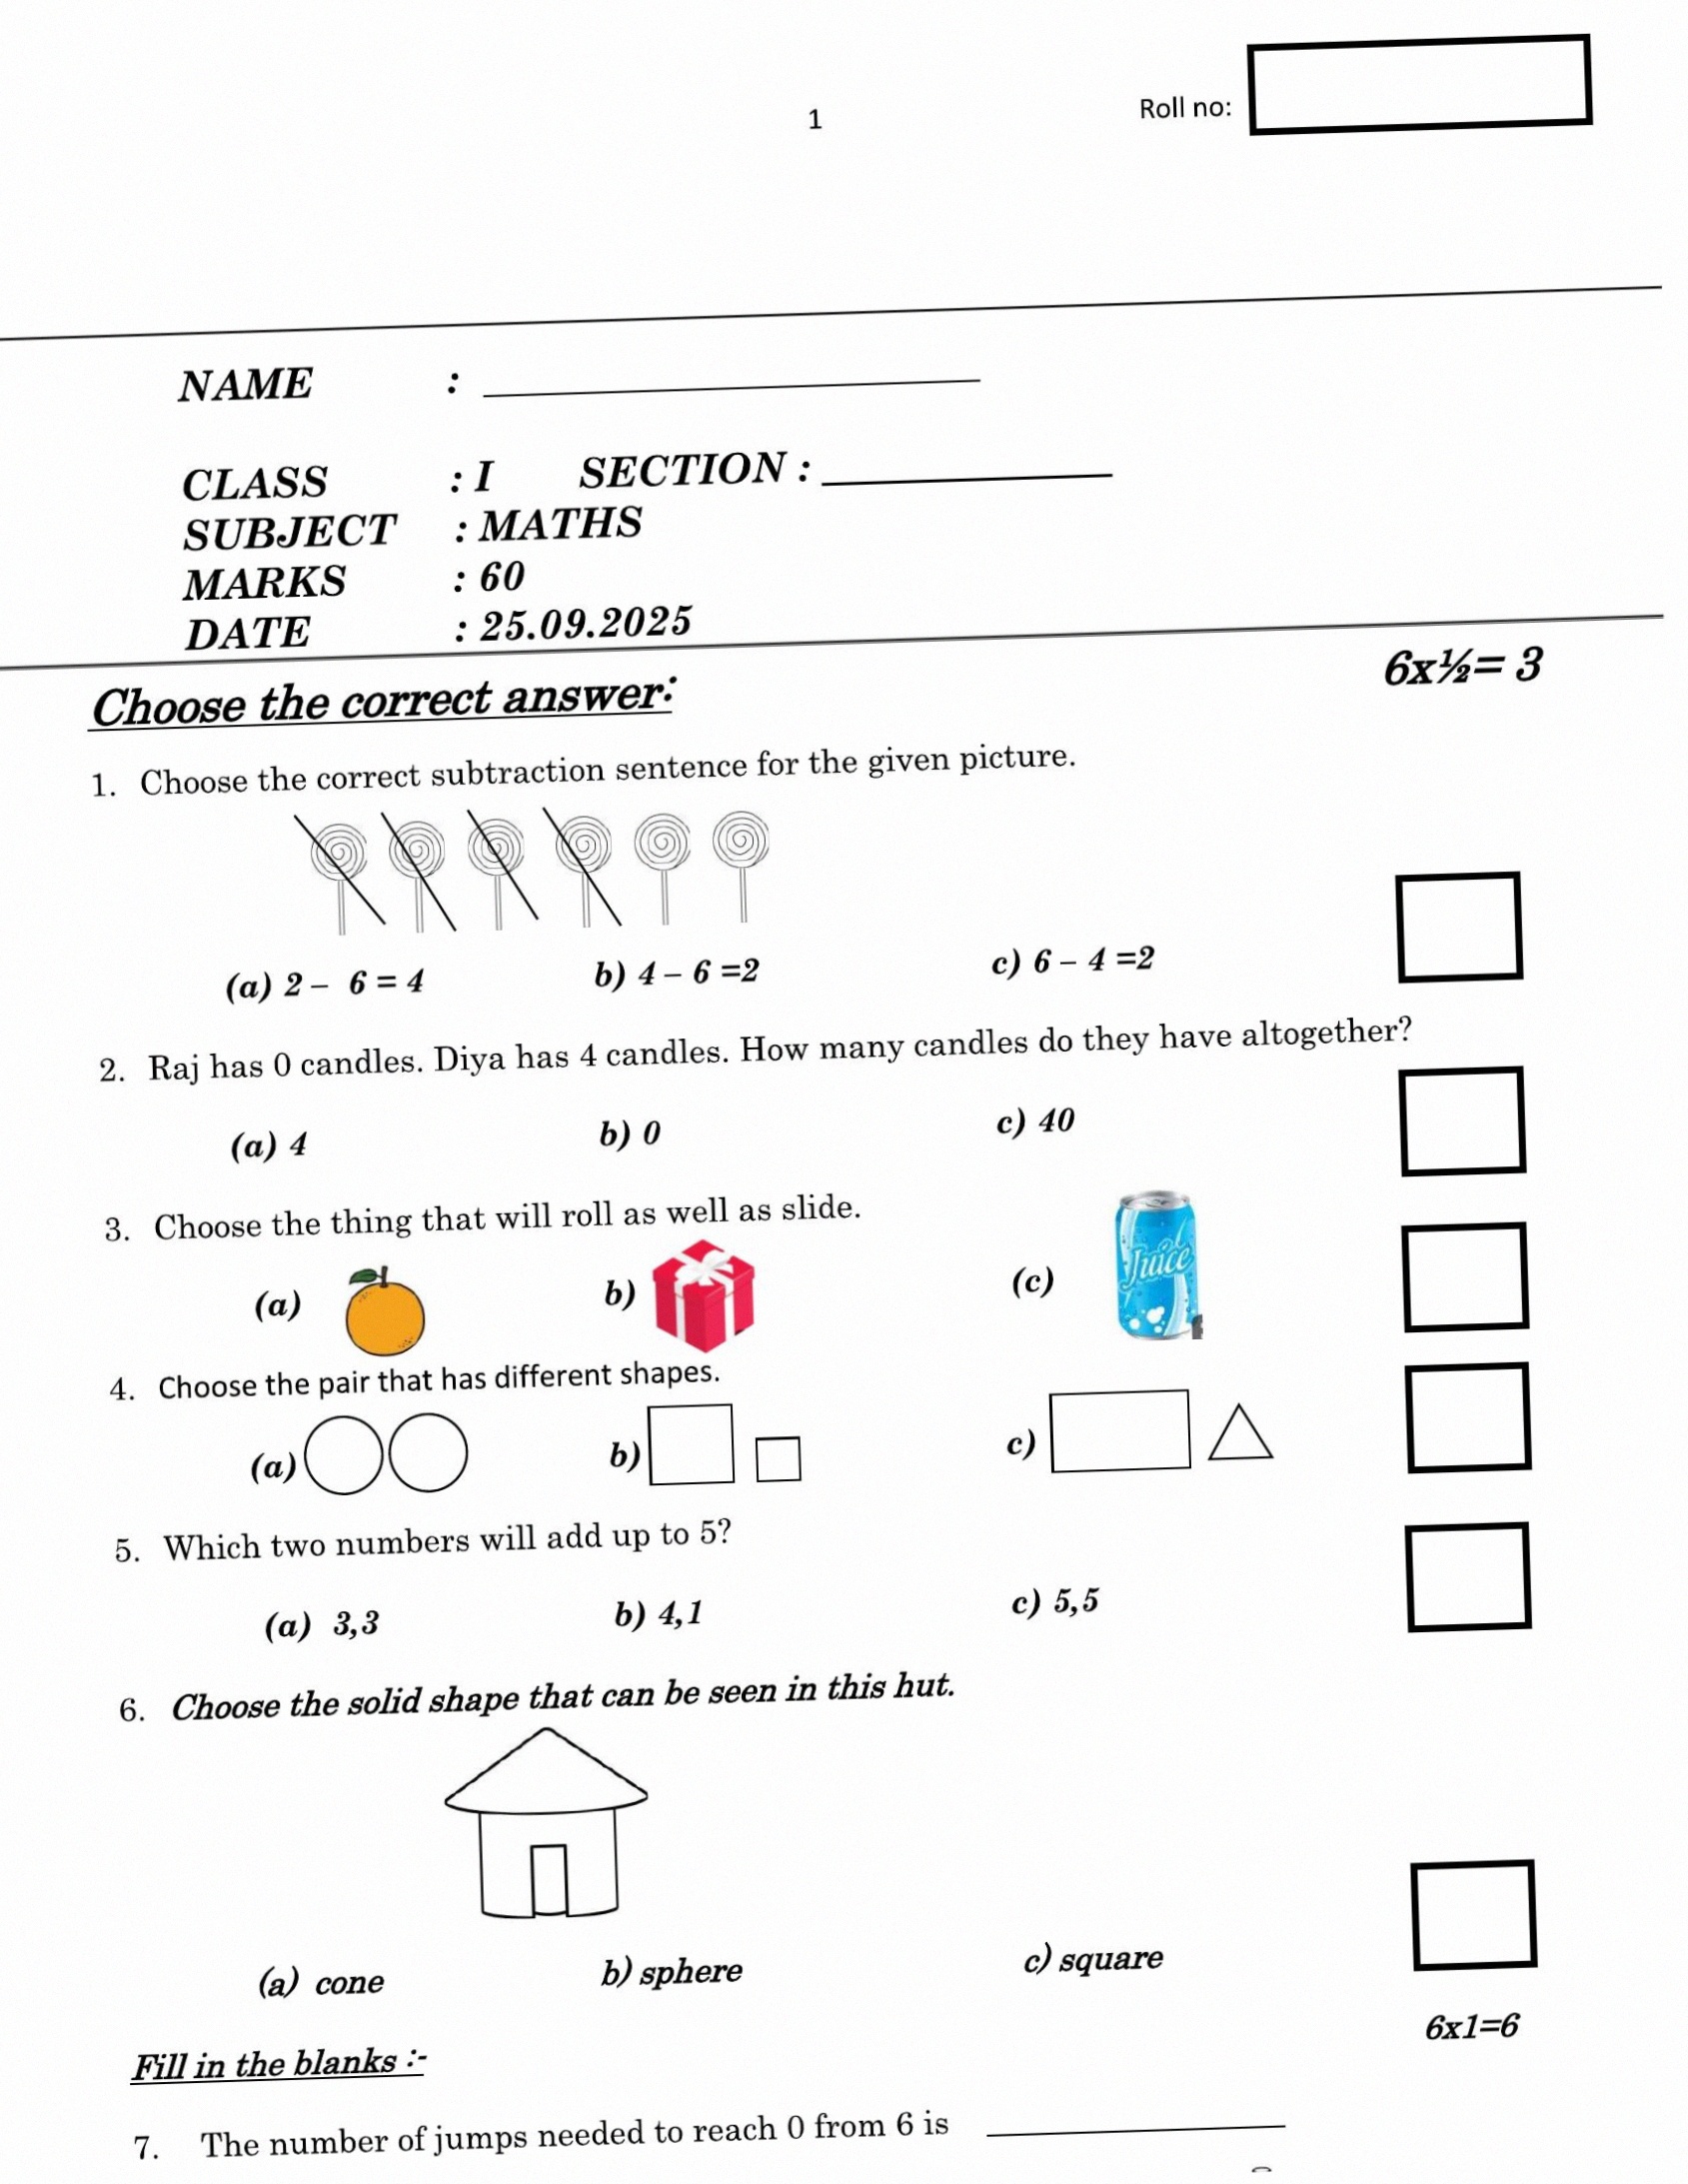 1
Roll no:
NAME :
CLASS : I SECTION :
SUBJECT : MATHS
MARKS : 60
DATE : 25.09.2025
Choose the correct answer: 6x½= 3
1. Choose the correct subtraction sentence for the given picture.
(a) 2 – 6 = 4 b) 4 – 6 =2 c) 6 – 4 =2
2. Raj has 0 candles. Diya has 4 candles. How many candles do they have altogether?
(a) 4 b) 0 c) 40
3. Choose the thing that will roll as well as slide.
(a) b) (c) Juice
4. Choose the pair that has different shapes.
(a) b) c)
5. Which two numbers will add up to 5?
(a) 3,3 b) 4,1 c) 5,5
6. Choose the solid shape that can be seen in this hut.
(a) cone b) sphere c) square
6x1=6
Fill in the blanks :-
7. The number of jumps needed to reach 0 from 6 is